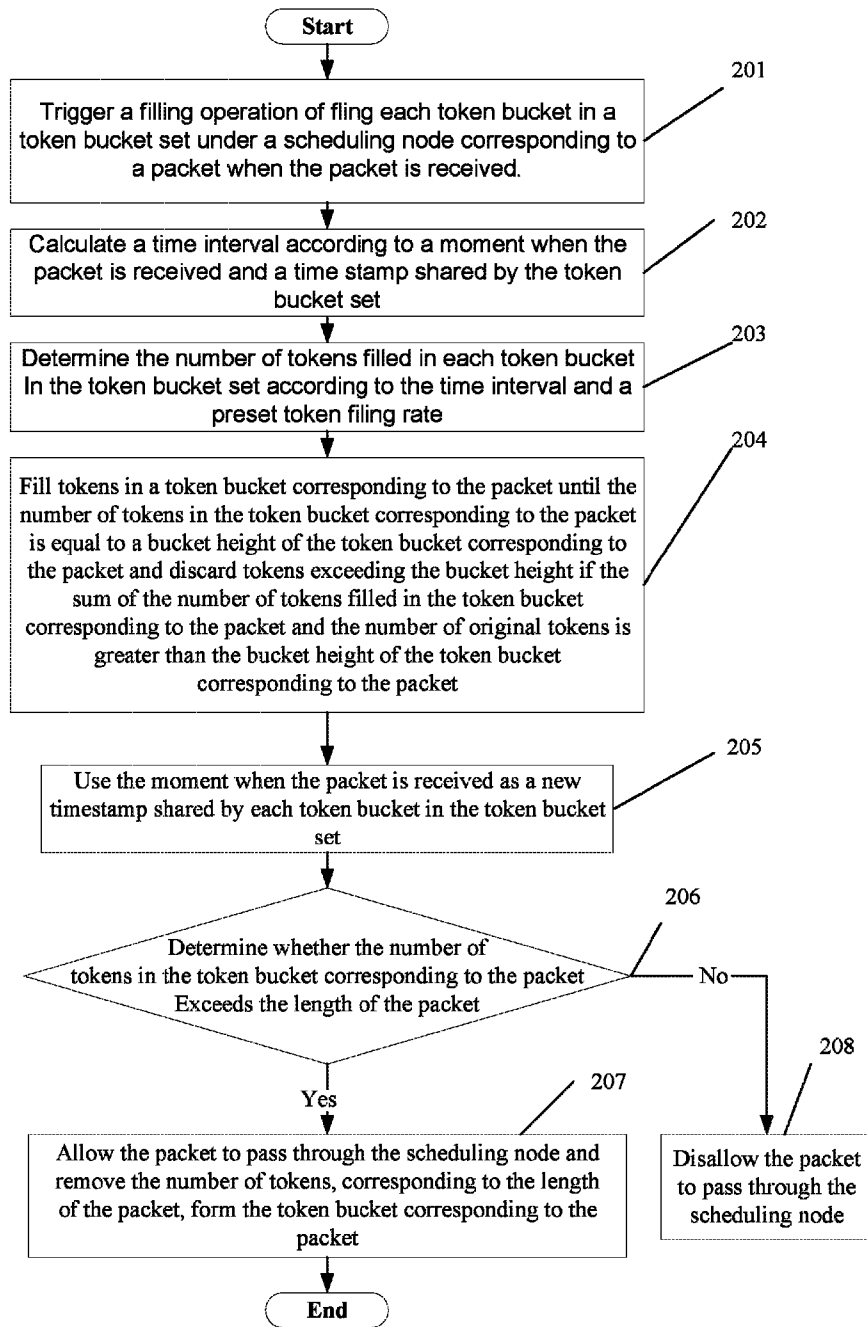 Start
201
Trigger a filling operation of fling each token bucket in a
token bucket set under a scheduling node corresponding to
a packet when the packet is received.
202
Calculate a time interval according to a moment when the
packet is received and a time stamp shared by the token
bucket set
203
Determine the number of tokens filled in each token bucket
In the token bucket set according to the time interval and a
preset token filing rate
204
Fill tokens in a token bucket corresponding to the packet until the
number of tokens in the token bucket corresponding to the packet
is equal to a bucket height of the token bucket corresponding to
the packet and discard tokens exceeding the bucket height if the
sum of the number of tokens filled in the token bucket
corresponding to the packet and the number of original tokens is
greater than the bucket height of the token bucket
corresponding to the packet
205
Use the moment when the packet is received as a new
timestamp shared by each token bucket in the token bucket
set
206
Determine whether the number of
tokens in the token bucket corresponding to the packet
Exceeds the length of the packet
No
Yes
207
Allow the packet to pass through the scheduling node and
remove the number of tokens, corresponding to the length
of the packet, form the token bucket corresponding to the
packet
208
Disallow the packet
to pass through the
scheduling node
End